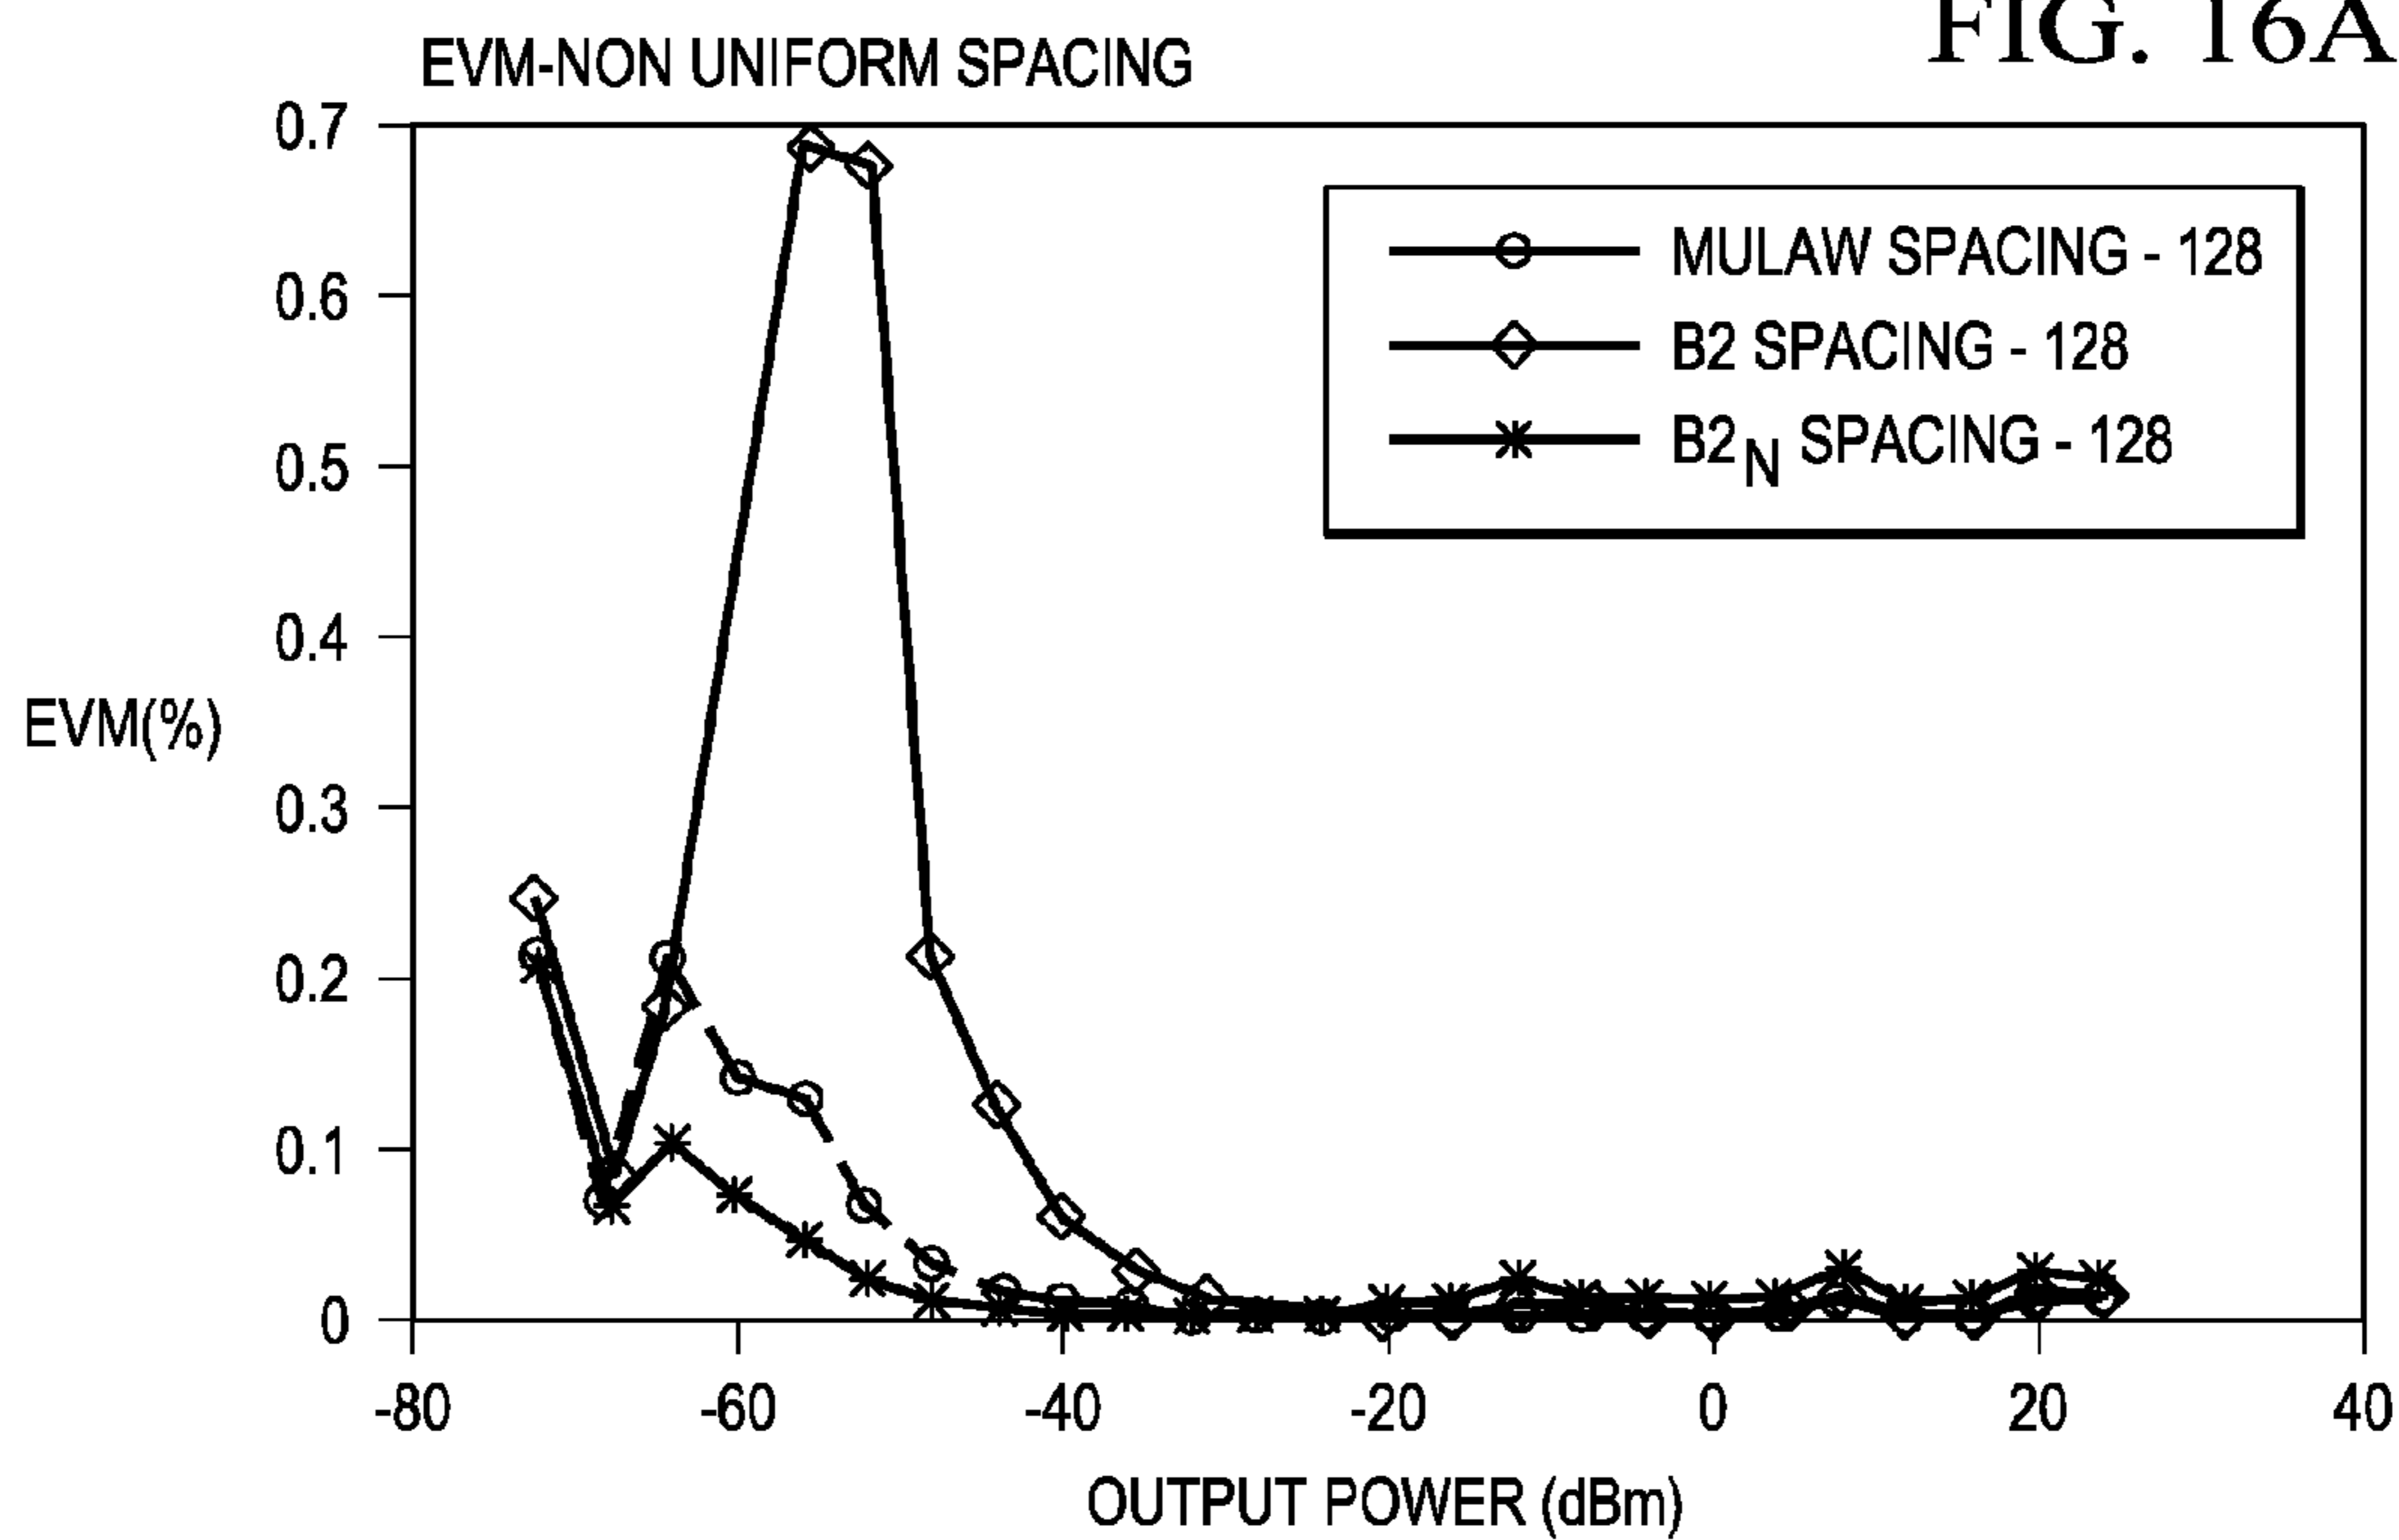 FIG. 16A
EVM-NON UNIFORM SPACING
0.7
0.6
0.5
0.4
0.3
0.2
0.1
0
EVM(%)
MULAW SPACING - 128
B2 SPACING - 128
B2N SPACING - 128
-80 -60 -40 -20 0 20 40
OUTPUT POWER (dBm)